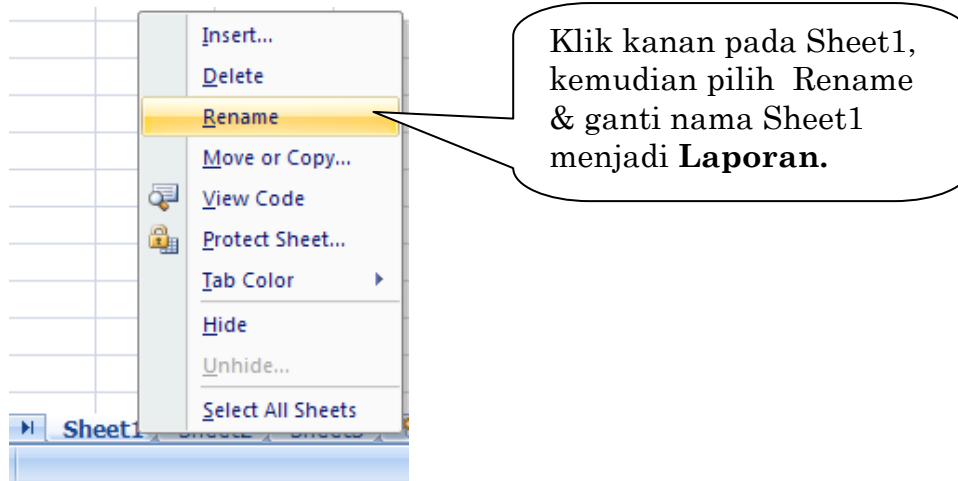 Insert...
Delete
Rename
Move or Copy...
View Code
Protect Sheet...
Tab Color
Hide
Unhide...
Select All Sheets
Sheet1
Klik kanan pada Sheet1,
kemudian pilih Rename
& ganti nama Sheet1
menjadi Laporan.